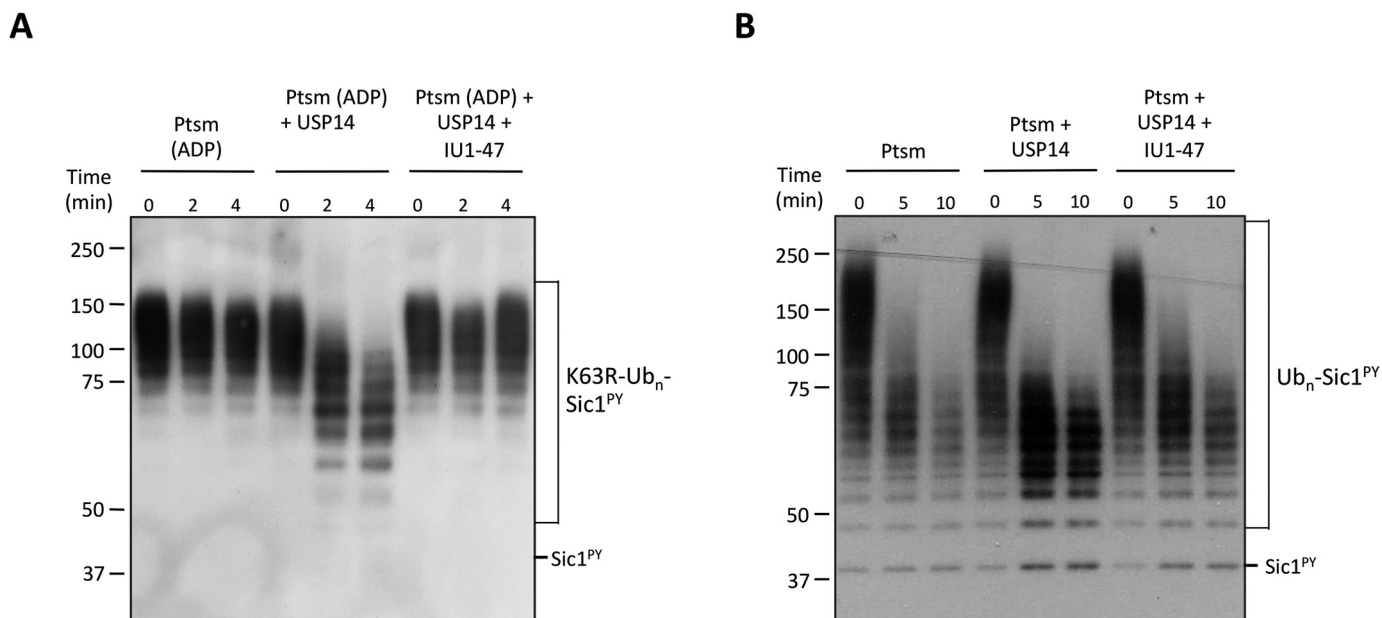 A
Ptsm
(ADP)
Ptsm (ADP)
+ USP14
Ptsm (ADP) +
USP14 +
IU1-47
Time
(min)
0 2 4 0 2 4 0 2 4
250
150
100
75
50
37
K63R-Ubn-
Sic1PY
Sic1PY
B
Ptsm
Ptsm +
USP14
Ptsm +
USP14 +
IU1-47
Time
(min)
0 5 10 0 5 10 0 5 10
250
150
100
75
50
37
Ubn-Sic1PY
Sic1PY